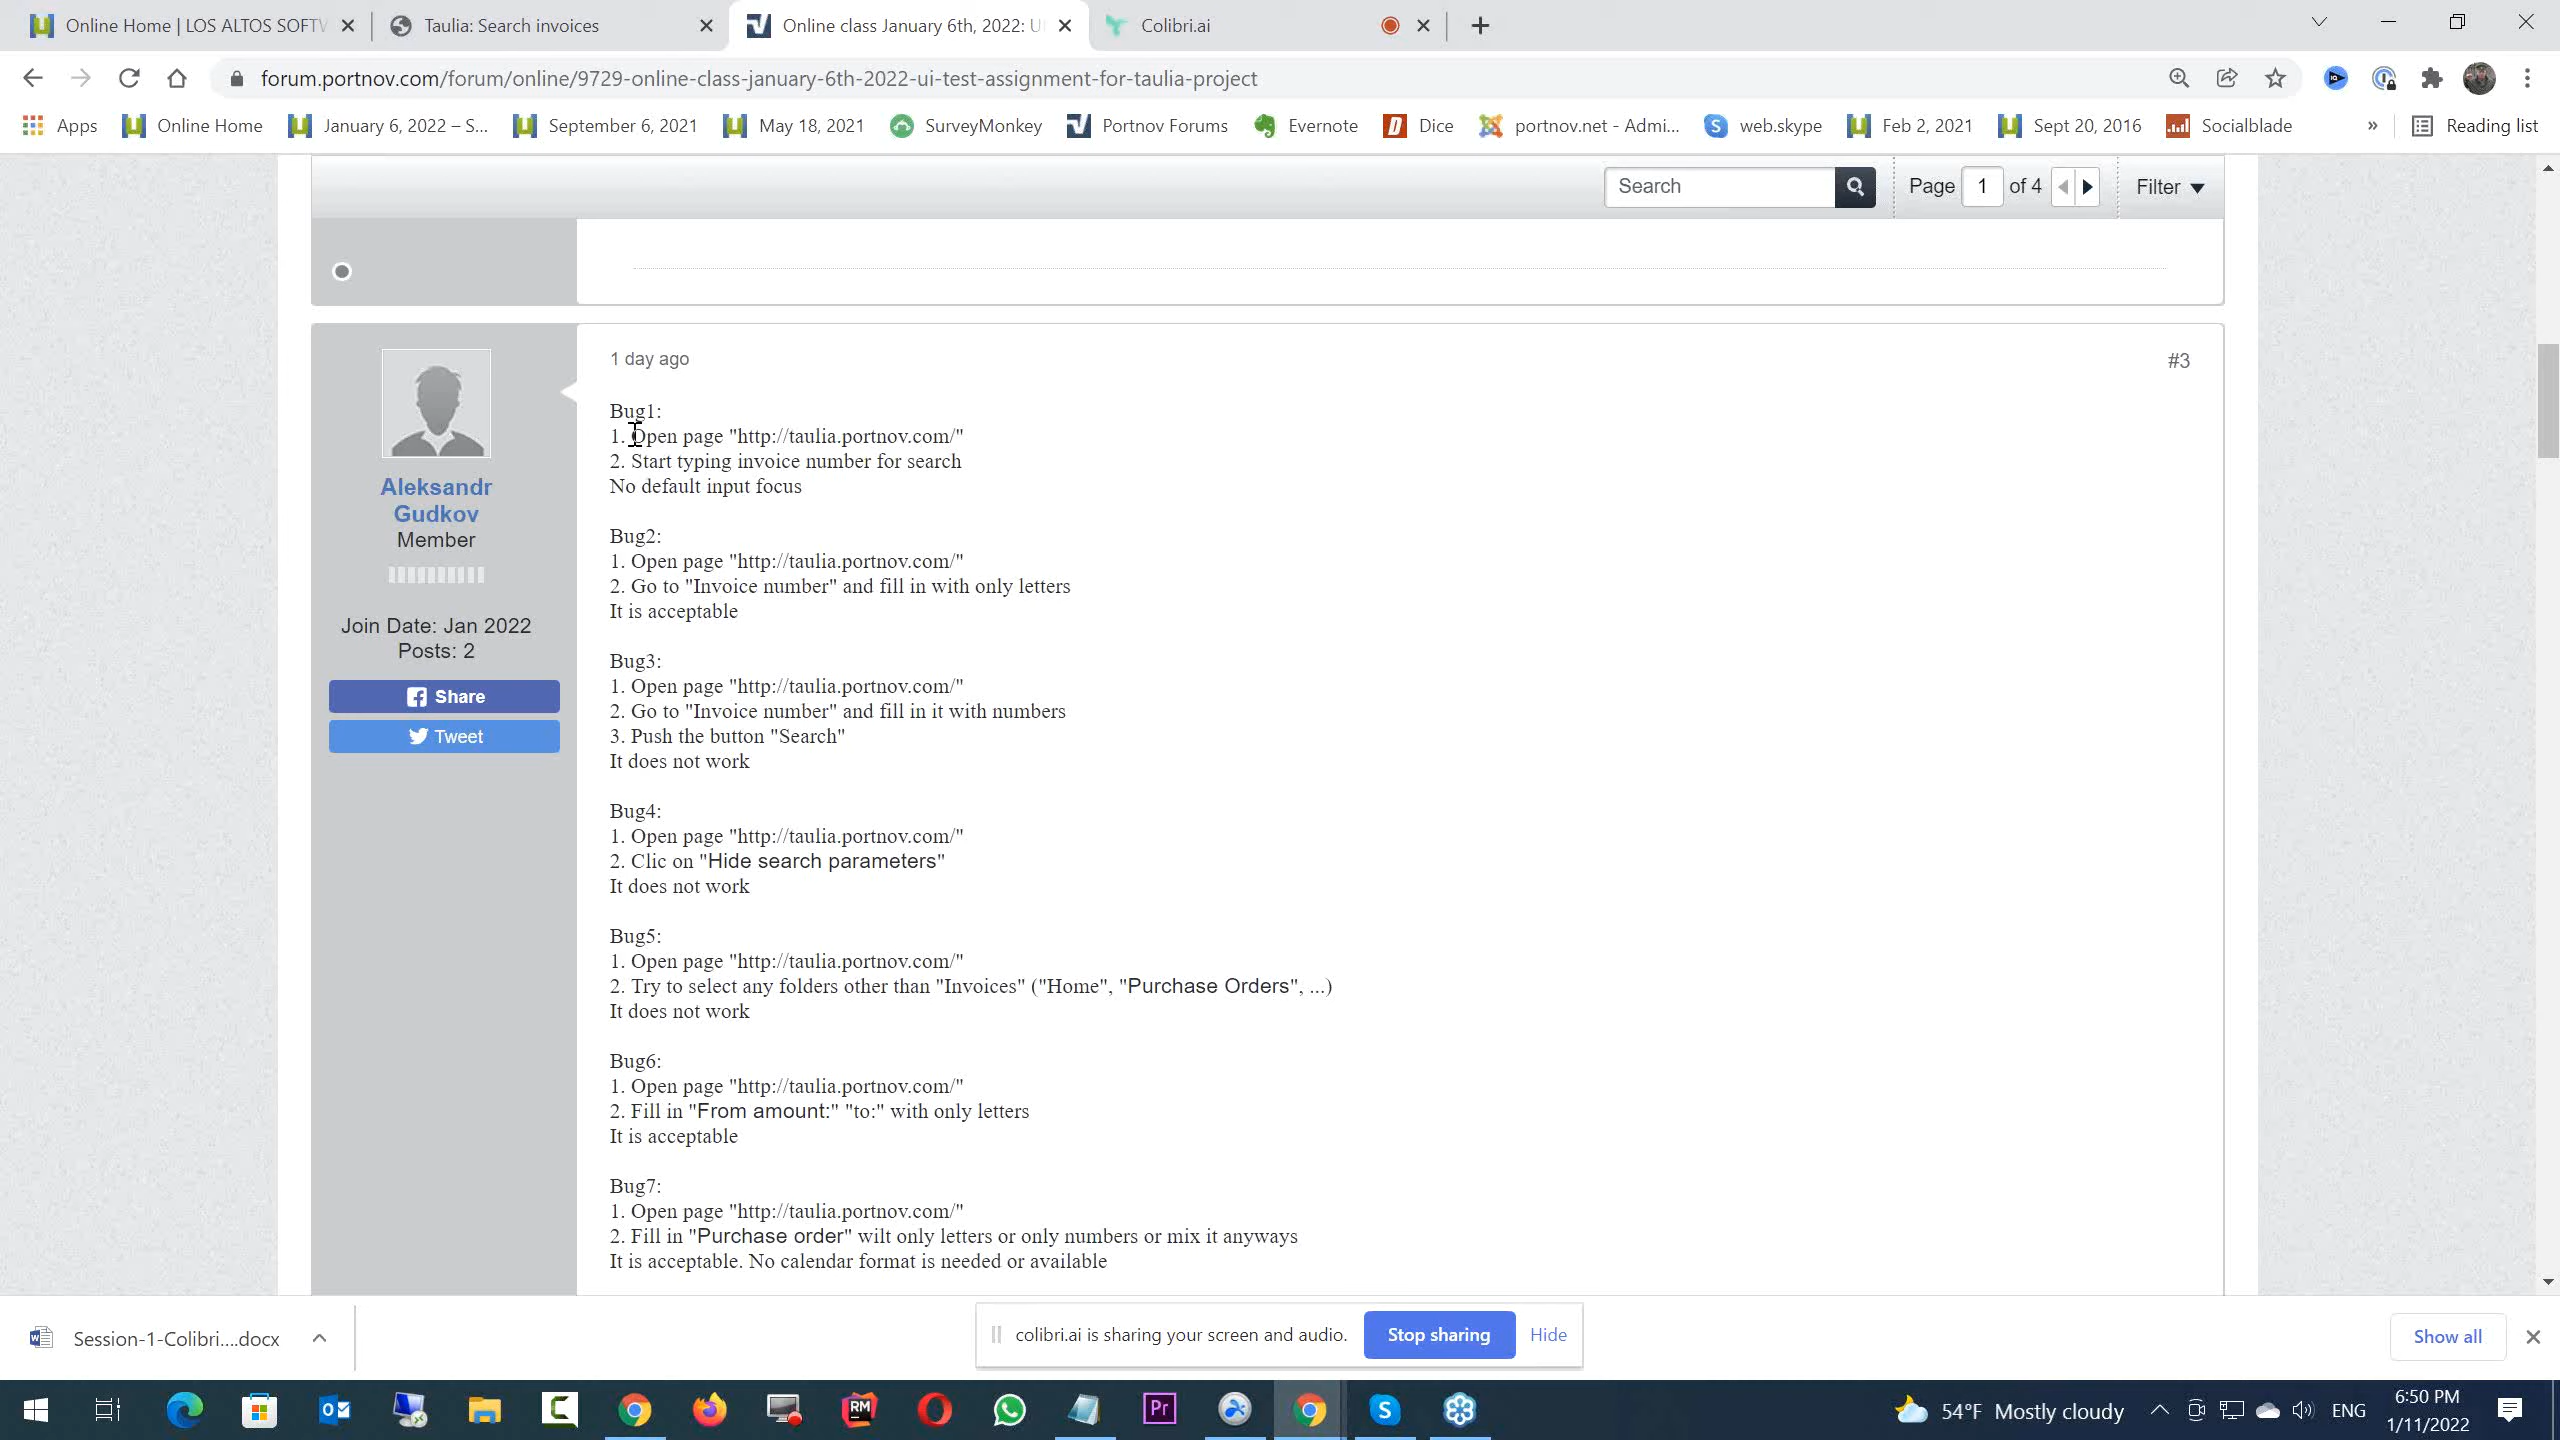 Online Home | LOS ALTOS SOFTW
Taulia: Search invoices
Online class January 6th, 2022: U
Colibri.ai
forum.portnov.com/forum/online/9729-online-class-january-6th-2022-ui-test-assignment-for-taulia-project
Apps
Online Home
January 6, 2022 – S...
September 6, 2021
May 18, 2021
SurveyMonkey
Portnov Forums
Evernote
Dice
portnov.net - Admi...
web.skype
Feb 2, 2021
Sept 20, 2016
Socialblade
»
Reading list
Search
Page 1 of 4
Filter
1 day ago
#3
Aleksandr
Gudkov
Member
Join Date: Jan 2022
Posts: 2
Share
Tweet
Bug1:
1. Open page "http://taulia.portnov.com/"
2. Start typing invoice number for search
No default input focus
Bug2:
1. Open page "http://taulia.portnov.com/"
2. Go to "Invoice number" and fill in with only letters
It is acceptable
Bug3:
1. Open page "http://taulia.portnov.com/"
2. Go to "Invoice number" and fill in it with numbers
3. Push the button "Search"
It does not work
Bug4:
1. Open page "http://taulia.portnov.com/"
2. Clic on "Hide search parameters"
It does not work
Bug5:
1. Open page "http://taulia.portnov.com/"
2. Try to select any folders other than "Invoices" ("Home", "Purchase Orders", ...)
It does not work
Bug6:
1. Open page "http://taulia.portnov.com/"
2. Fill in "From amount:" "to:" with only letters
It is acceptable
Bug7:
1. Open page "http://taulia.portnov.com/"
2. Fill in "Purchase order" wilt only letters or only numbers or mix it anyways
It is acceptable. No calendar format is needed or available
Session-1-Colibri....docx
colibri.ai is sharing your screen and audio.
Stop sharing
Hide
Show all
RM
Pr
54°F Mostly cloudy
ENG
6:50 PM
1/11/2022